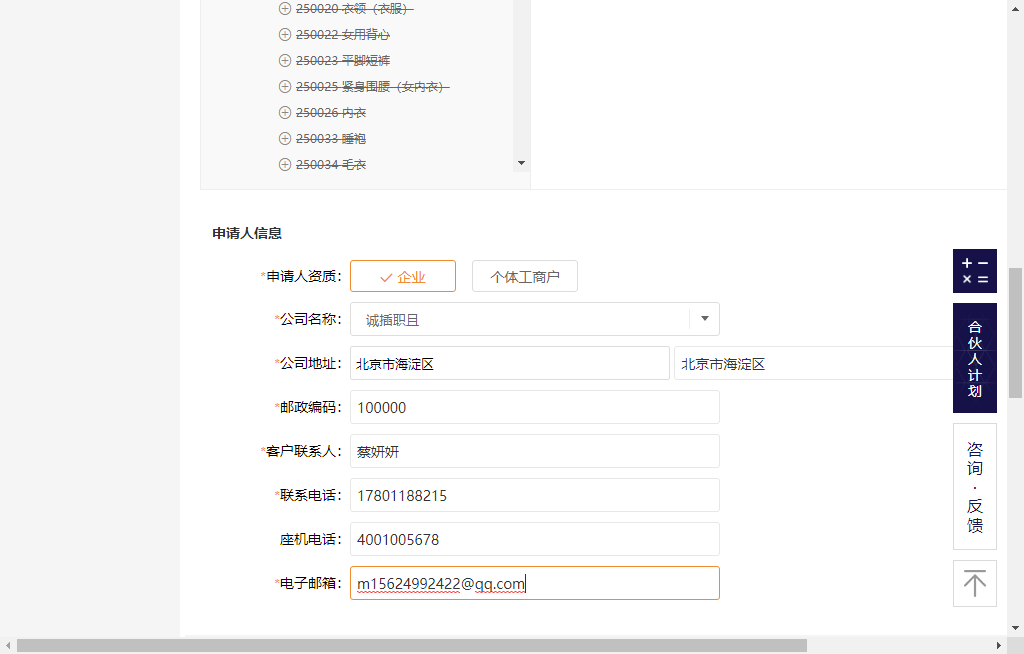 250020 衣领（衣服）
250022 女用背心
250023 平脚短裤
250025 紧身围腰（女内衣）
250026 内衣
250033 睡袍
250034 毛衣
申请人信息
*申请人资质： 企业 个体工商户
*公司名称： 诚插职且
*公司地址： 北京市海淀区 北京市海淀区
*邮政编码： 100000
*客户联系人： 蔡妍妍
*联系电话： 17801188215
座机电话： 4001005678
*电子邮箱： m15624992422@qq.com
合伙人计划
咨询·反馈